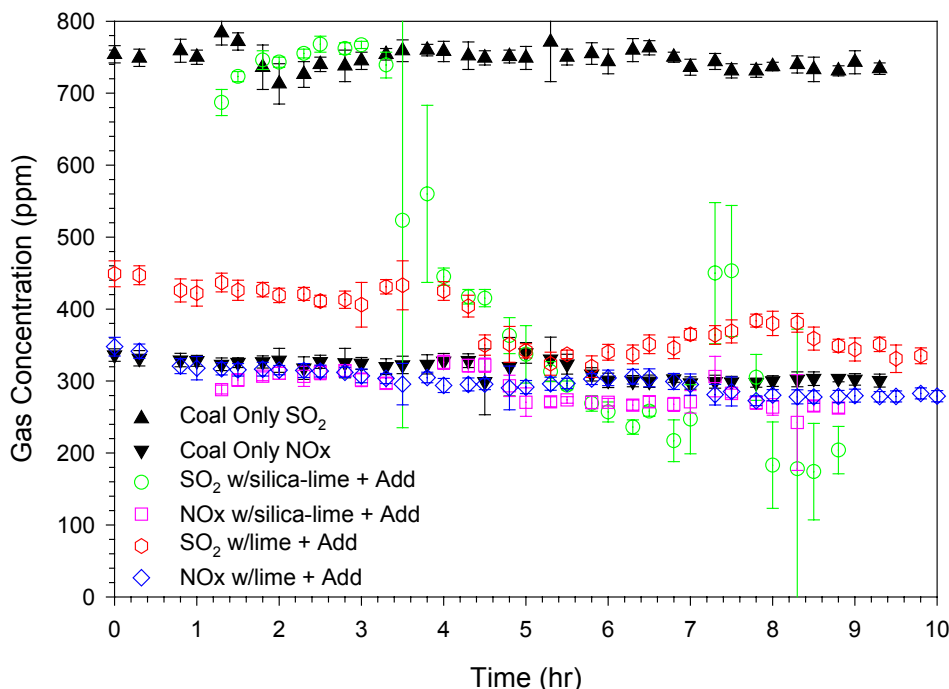 Gas Concentration (ppm)
800
700
600
500
400
300
200
100
0
Coal Only SO₂
Coal Only NOx
SO₂ w/silica-lime + Add
NOx w/silica-lime + Add
SO₂ w/lime + Add
NOx w/lime + Add
0 1 2 3 4 5 6 7 8 9 10
Time (hr)